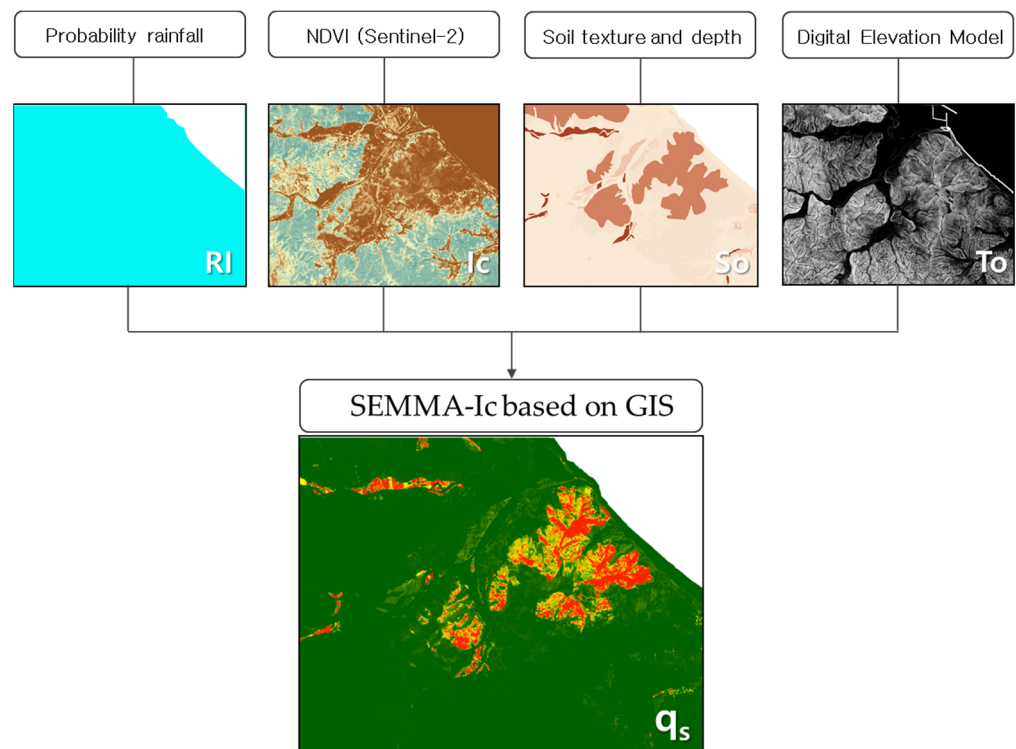 Probability rainfall
NDVI (Sentinel-2)
Soil texture and depth
Digital Elevation Model
RI
Ic
So
To
SEMMA-Ic based on GIS
qs